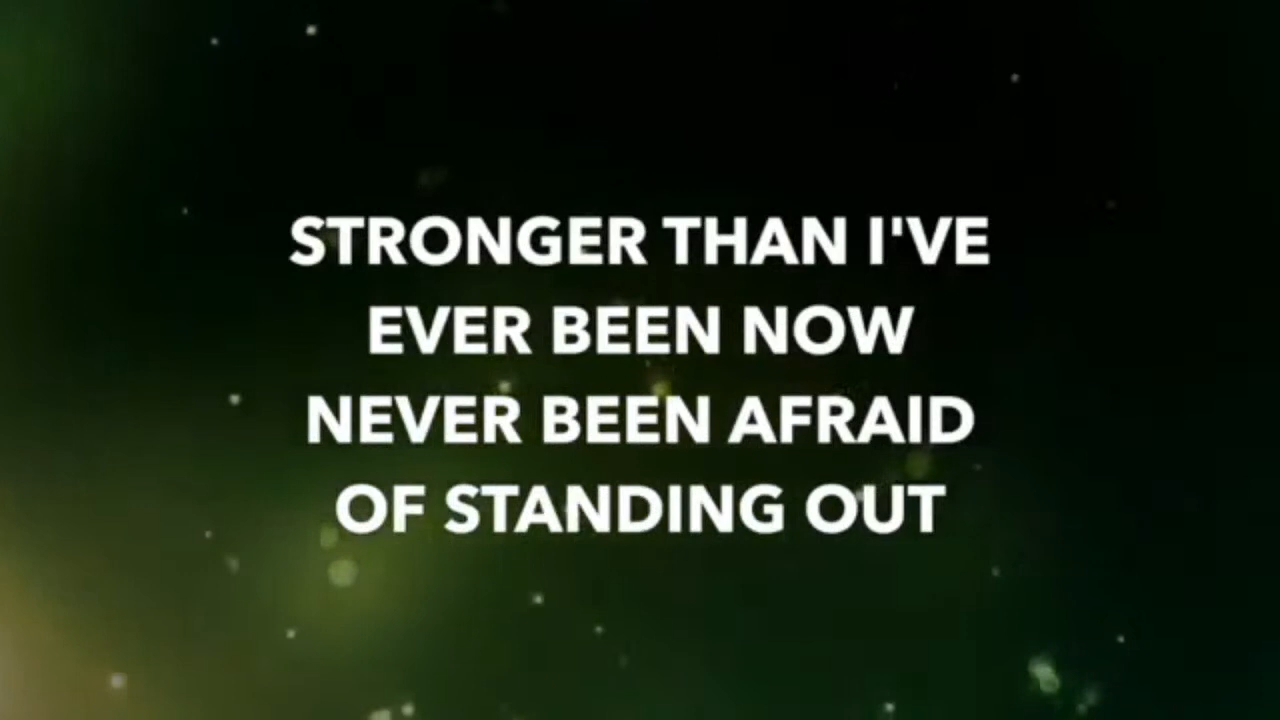 STRONGER THAN I'VE
EVER BEEN NOW
NEVER BEEN AFRAID
OF STANDING OUT